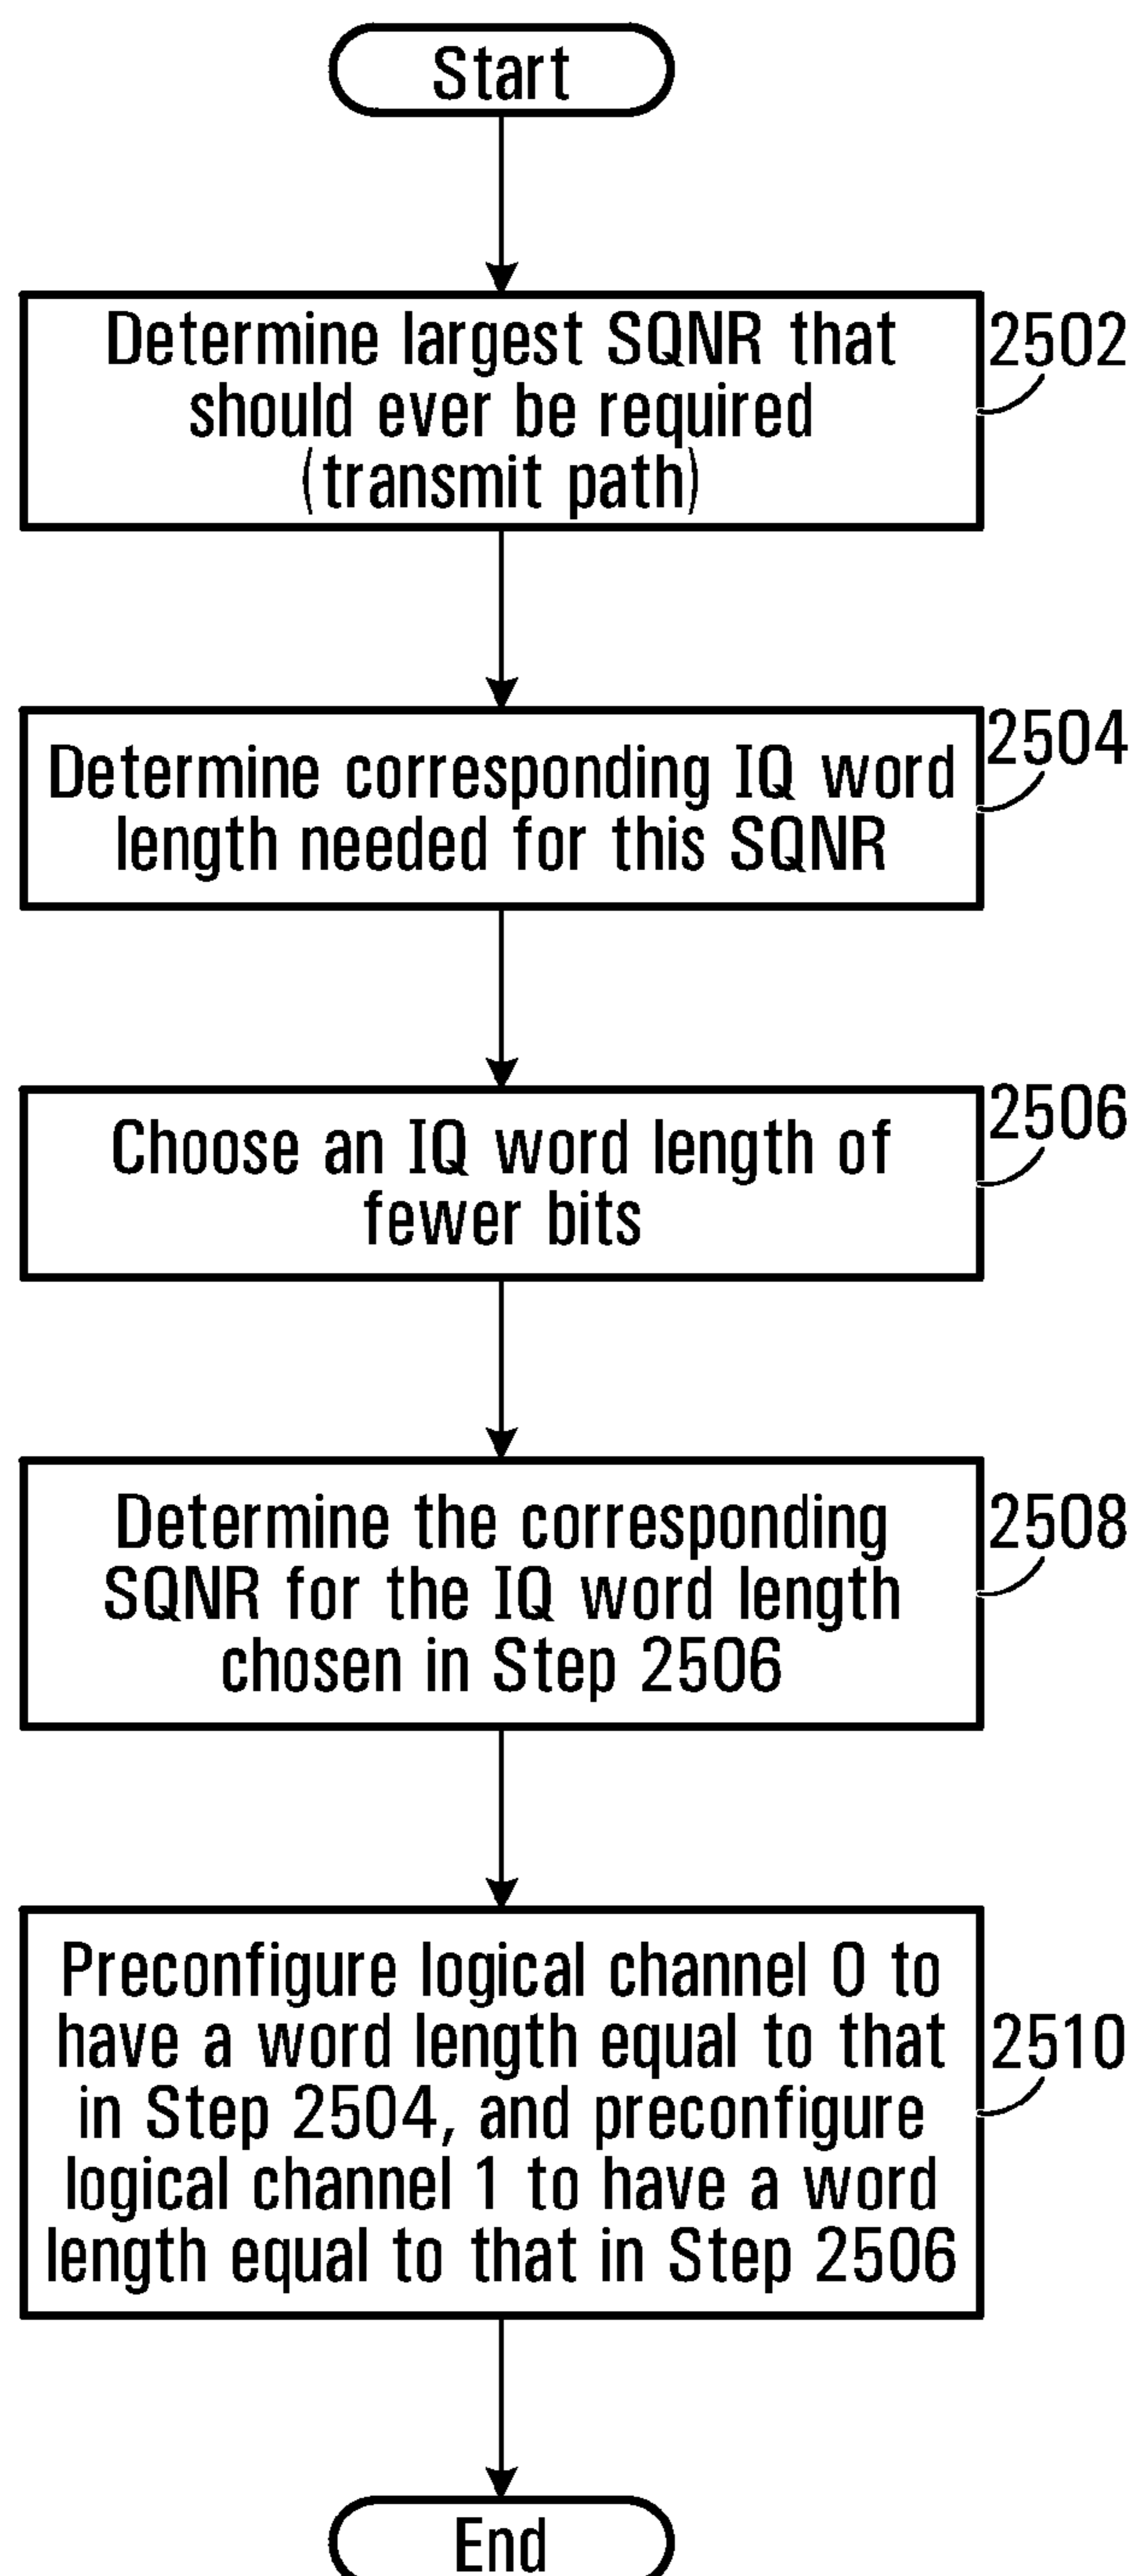 Start
Determine largest SQNR that
should ever be required
(transmit path)
2502
Determine corresponding IQ word
length needed for this SQNR
2504
Choose an IQ word length of
fewer bits
2506
Determine the corresponding
SQNR for the IQ word length
chosen in Step 2506
2508
Preconfigure logical channel 0 to
have a word length equal to that
in Step 2504, and preconfigure
logical channel 1 to have a word
length equal to that in Step 2506
2510
End